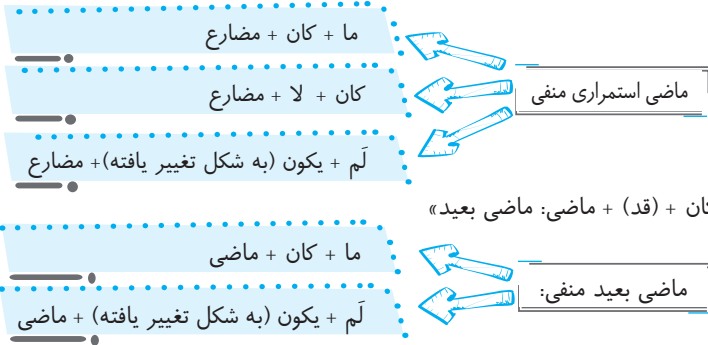 ماضی استمراری منفی
ما + کان + مضارع
کان + لا + مضارع
لَم + یکون (به شکل تغییر یافته)+ مضارع
کان + (قد) + ماضی: ماضی بعید»
ماضی بعید منفی:
ما + کان + ماضی
لَم + یکون (به شکل تغییر یافته) + ماضی